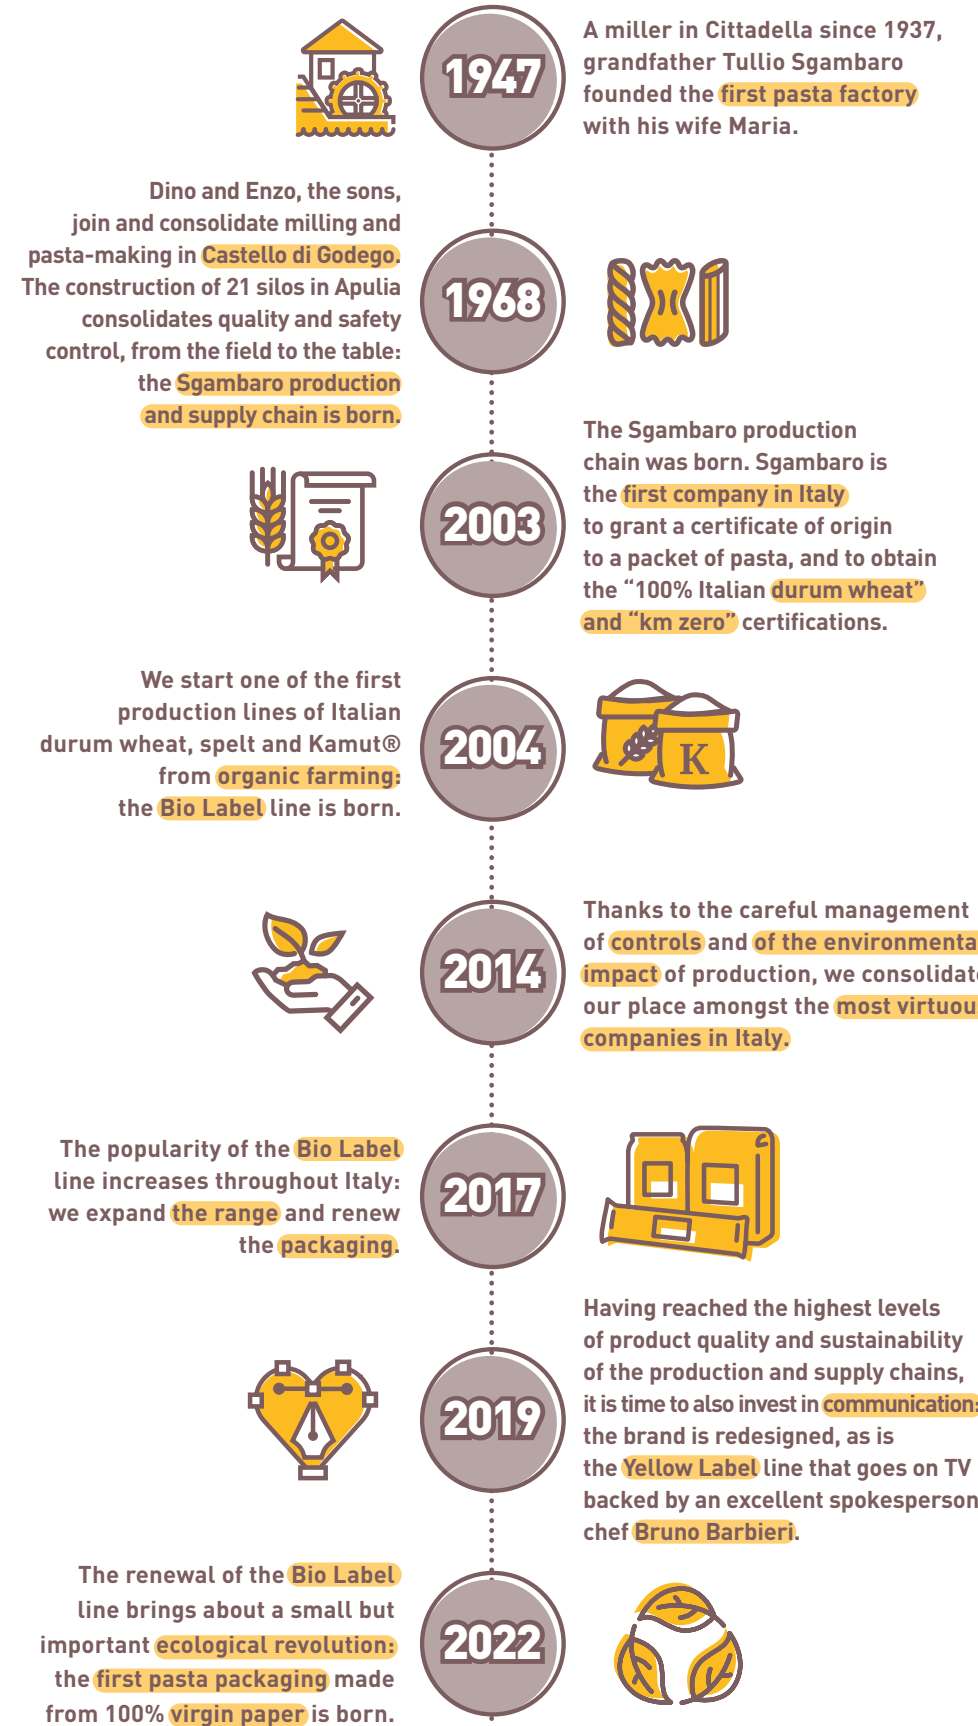 1947
A miller in Cittadella since 1937,
grandfather Tullio Sgambaro
founded the first pasta factory
with his wife Maria.
Dino and Enzo, the sons,
join and consolidate milling and
pasta-making in Castello di Godego.
The construction of 21 silos in Apulia
consolidates quality and safety
control, from the field to the table:
the Sgambaro production
and supply chain is born.
1968
2003
The Sgambaro production
chain was born. Sgambaro is
the first company in Italy
to grant a certificate of origin
to a packet of pasta, and to obtain
the “100% Italian durum wheat”
and “km zero” certifications.
We start one of the first
production lines of Italian
durum wheat, spelt and Kamut®
from organic farming:
the Bio Label line is born.
2004
K
2014
Thanks to the careful management
of controls and of the environmenta
impact of production, we consolidate
our place amongst the most virtuou
companies in Italy.
The popularity of the Bio Label
line increases throughout Italy:
we expand the range and renew
the packaging.
2017
2019
Having reached the highest levels
of product quality and sustainability
of the production and supply chains,
it is time to also invest in communication:
the brand is redesigned, as is
the Yellow Label line that goes on TV
backed by an excellent spokesperson
chef Bruno Barbieri.
The renewal of the Bio Label
line brings about a small but
important ecological revolution:
the first pasta packaging made
from 100% virgin paper is born.
2022